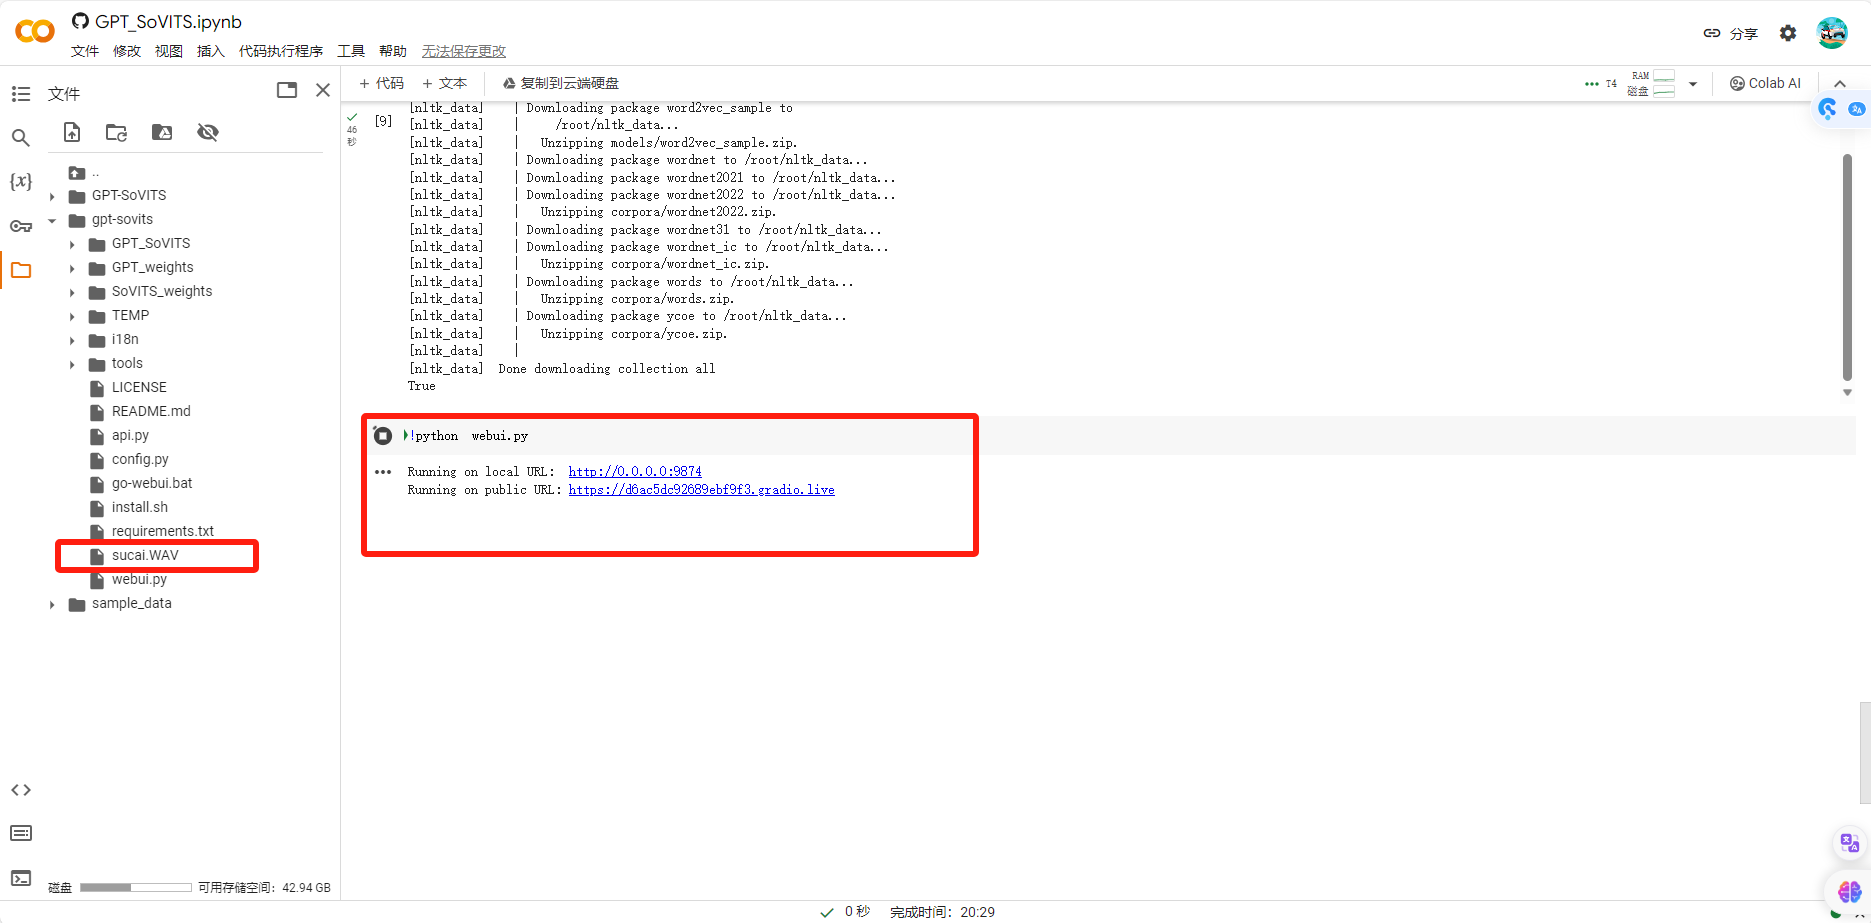 GPT_SoVITS.ipynb
文件 修改 视图 插入 代码执行程序 工具 帮助 无法保存更改
分享
文件
+ 代码 + 文本 复制到云端硬盘
T4 RAM 磁盘
Colab AI
..
GPT-SoVITS
gpt-sovits
GPT_SoVITS
GPT_weights
SoVITS_weights
TEMP
i18n
tools
LICENSE
README.md
api.py
config.py
go-webui.bat
install.sh
requirements.txt
sucai.WAV
webui.py
sample_data
磁盘 可用存储空间：42.94 GB
46 秒
[9]
[nltk_data] | Downloading package word2vec_sample to
[nltk_data] | /root/nltk_data...
[nltk_data] | Unzipping models/word2vec_sample.zip.
[nltk_data] | Downloading package wordnet to /root/nltk_data...
[nltk_data] | Downloading package wordnet2021 to /root/nltk_data...
[nltk_data] | Downloading package wordnet2022 to /root/nltk_data...
[nltk_data] | Unzipping corpora/wordnet2022.zip.
[nltk_data] | Downloading package wordnet31 to /root/nltk_data...
[nltk_data] | Downloading package wordnet_ic to /root/nltk_data...
[nltk_data] | Unzipping corpora/wordnet_ic.zip.
[nltk_data] | Downloading package words to /root/nltk_data...
[nltk_data] | Unzipping corpora/words.zip.
[nltk_data] | Downloading package ycoe to /root/nltk_data...
[nltk_data] | Unzipping corpora/ycoe.zip.
[nltk_data] |
[nltk_data] Done downloading collection all
True
!python webui.py
Running on local URL: http://0.0.0.0:9874
Running on public URL: https://d6ac5dc92689ebf9f3.gradio.live
0 秒 完成时间：20:29